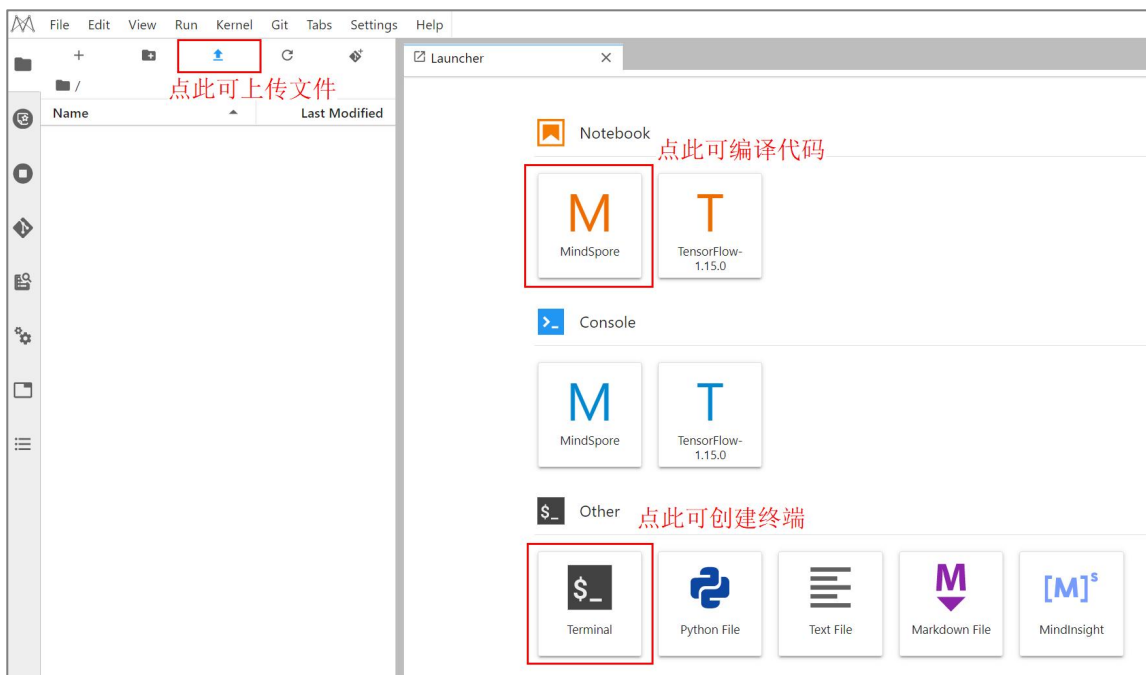 File Edit View Run Kernel Git Tabs Settings Help
Launcher
点此可上传文件
/
Name Last Modified
Notebook
点此可编译代码
M T
MindSpore TensorFlow-
1.15.0
Console
M T
MindSpore TensorFlow-
1.15.0
$_ Other
点此可创建终端
$_ M [M]s
Terminal Python File Text File Markdown File MindInsight